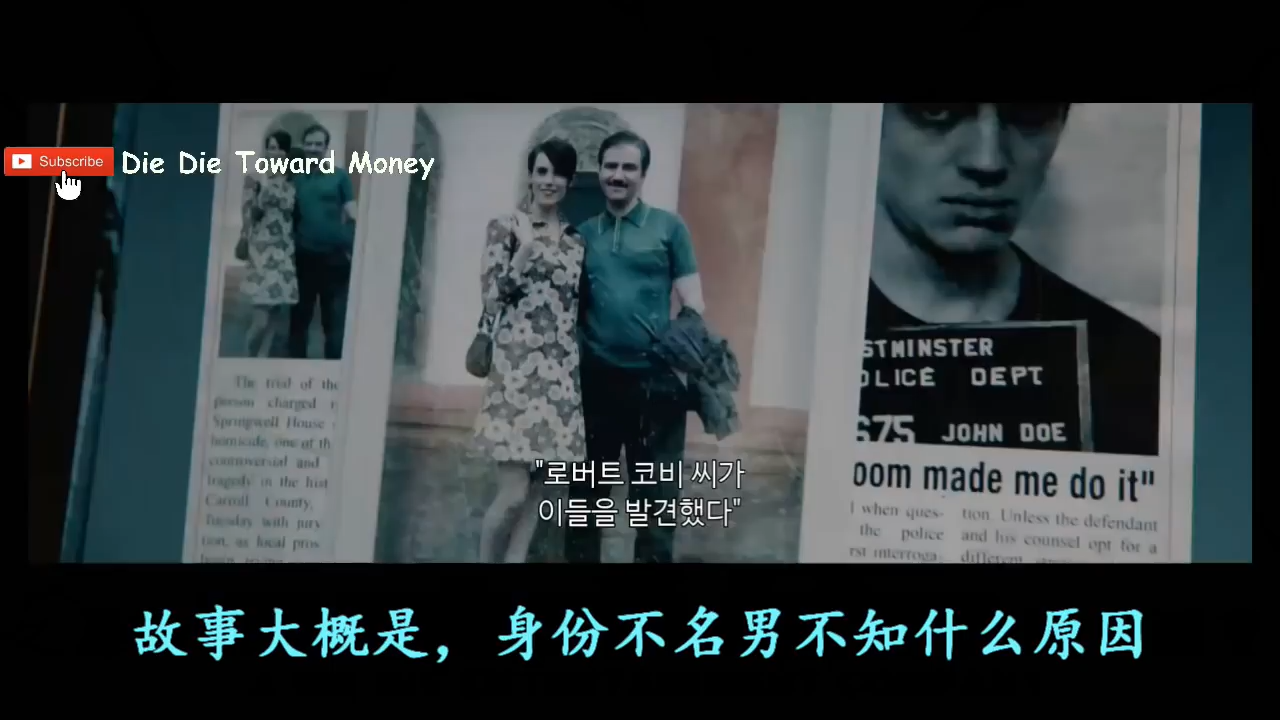 Subscribe
Die Die Toward Money
The trial of the
person charged
Springwell House
homicide, one of th
controversial and
tragedy in the hist
Carroll County,
Tuesday with jury
tion, as local pros
STMINSTER
OLICE DEPT
675 JOHN DOE
oom made me do it"
l when ques-
the police
rst interroga
tion. Unless the defendant
and his counsel opt for a
different
"로버트 코비 씨가
이들을 발견했다"
故事大概是，身份不名男不知什么原因